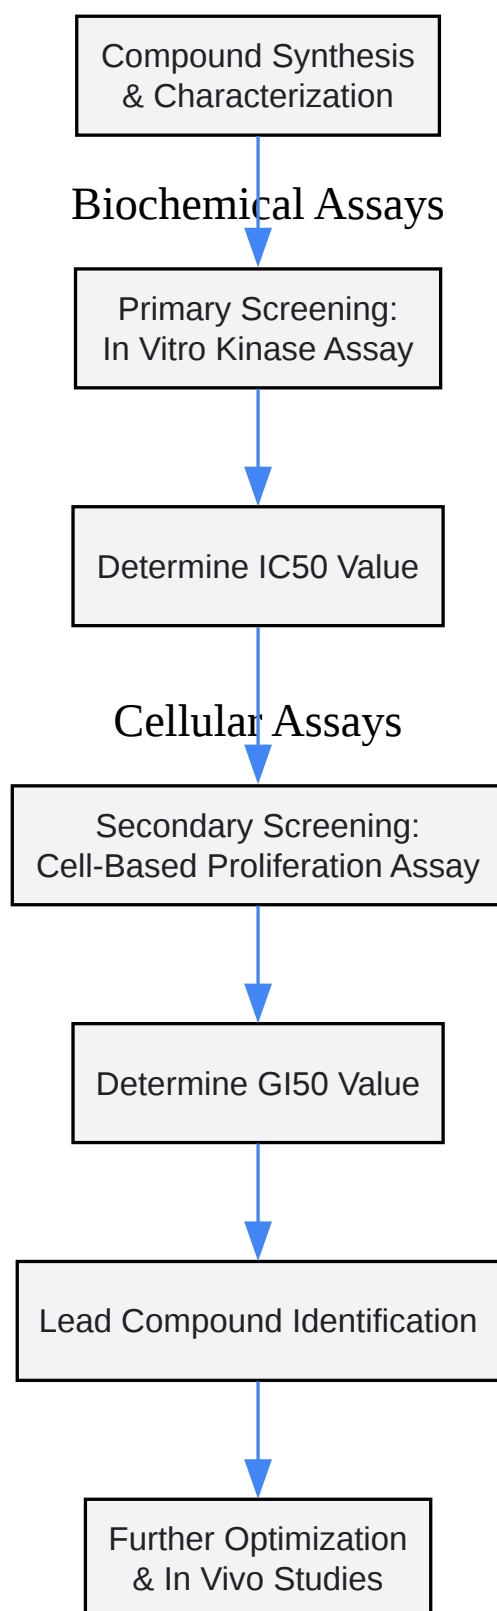 Compound Synthesis
& Characterization
Biochemical Assays
Primary Screening:
In Vitro Kinase Assay
Determine IC50 Value
Cellular Assays
Secondary Screening:
Cell-Based Proliferation Assay
Determine GI50 Value
Lead Compound Identification
Further Optimization
& In Vivo Studies